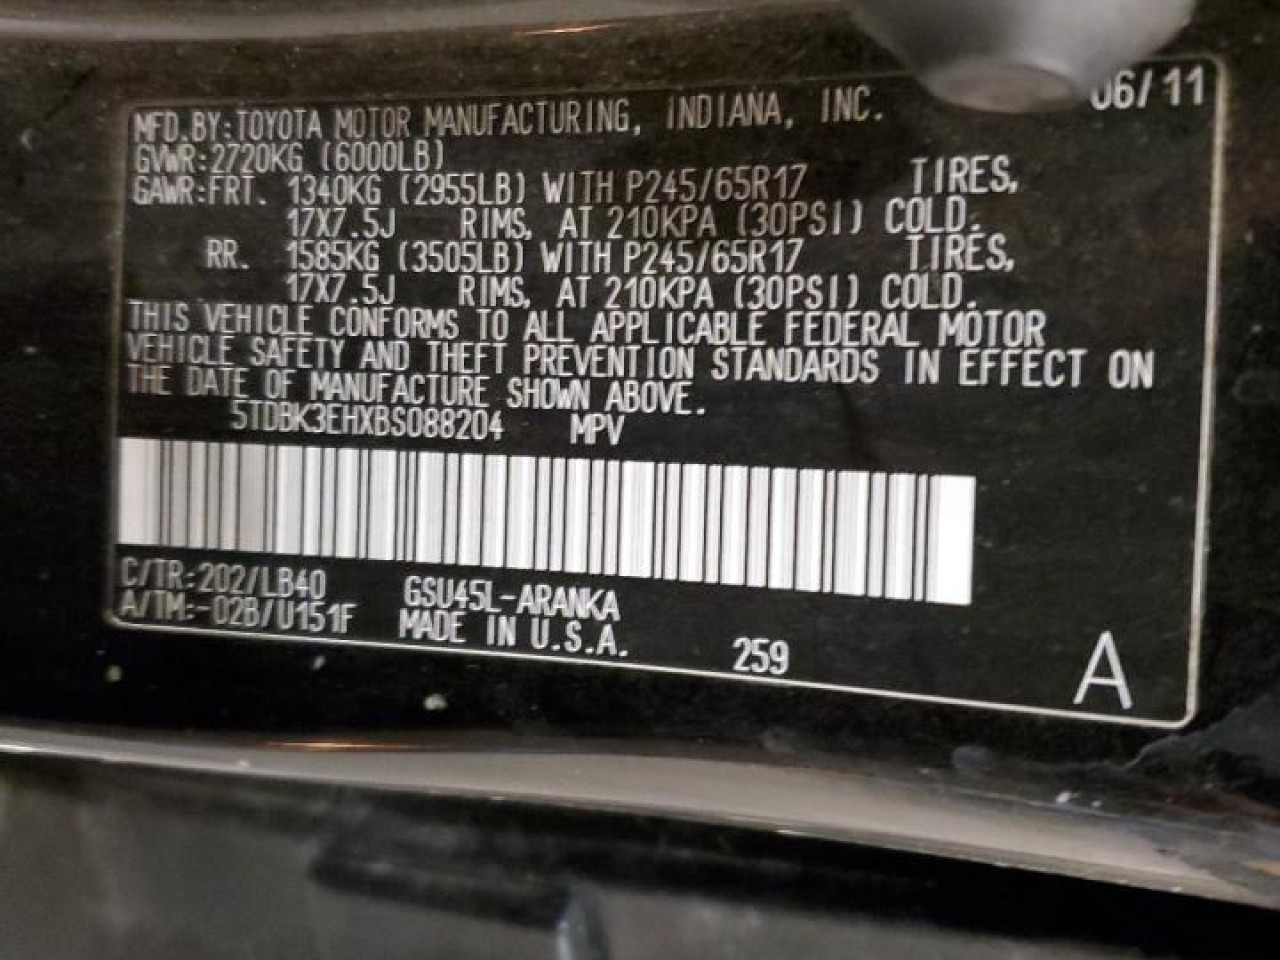 06/11
MFD.BY:TOYOTA MOTOR MANUFACTURING, INDIANA, INC.
GVWR:2720KG (6000LB)
GAWR:FRT. 1340KG (2955LB) WITH P245/65R17 TIRES,
17X7.5J RIMS, AT 210KPA (30PSI) COLD.
RR. 1585KG (3505LB) WITH P245/65R17 TIRES,
17X7.5J RIMS, AT 210KPA (30PSI) COLD.
THIS VEHICLE CONFORMS TO ALL APPLICABLE FEDERAL MOTOR
VEHICLE SAFETY AND THEFT PREVENTION STANDARDS IN EFFECT ON
THE DATE OF MANUFACTURE SHOWN ABOVE.
5TDBK3EHXBS088204 MPV
C/TR:202/LB40 GSU45L-ARANKA
A/TM:-02B/U151F MADE IN U.S.A. 259
A